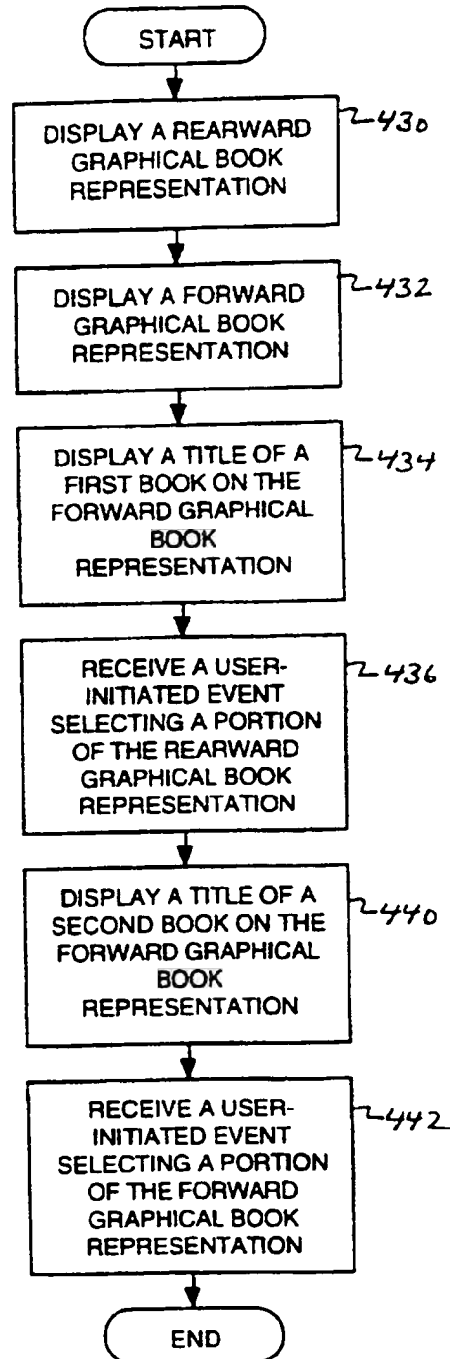 START
DISPLAY A REARWARD
GRAPHICAL BOOK
REPRESENTATION
430
DISPLAY A FORWARD
GRAPHICAL BOOK
REPRESENTATION
432
DISPLAY A TITLE OF A
FIRST BOOK ON THE
FORWARD GRAPHICAL
BOOK
REPRESENTATION
434
RECEIVE A USER-
INITIATED EVENT
SELECTING A PORTION
OF THE REARWARD
GRAPHICAL BOOK
REPRESENTATION
436
DISPLAY A TITLE OF A
SECOND BOOK ON THE
FORWARD GRAPHICAL
BOOK
REPRESENTATION
440
RECEIVE A USER-
INITIATED EVENT
SELECTING A PORTION
OF THE FORWARD
GRAPHICAL BOOK
REPRESENTATION
442
END